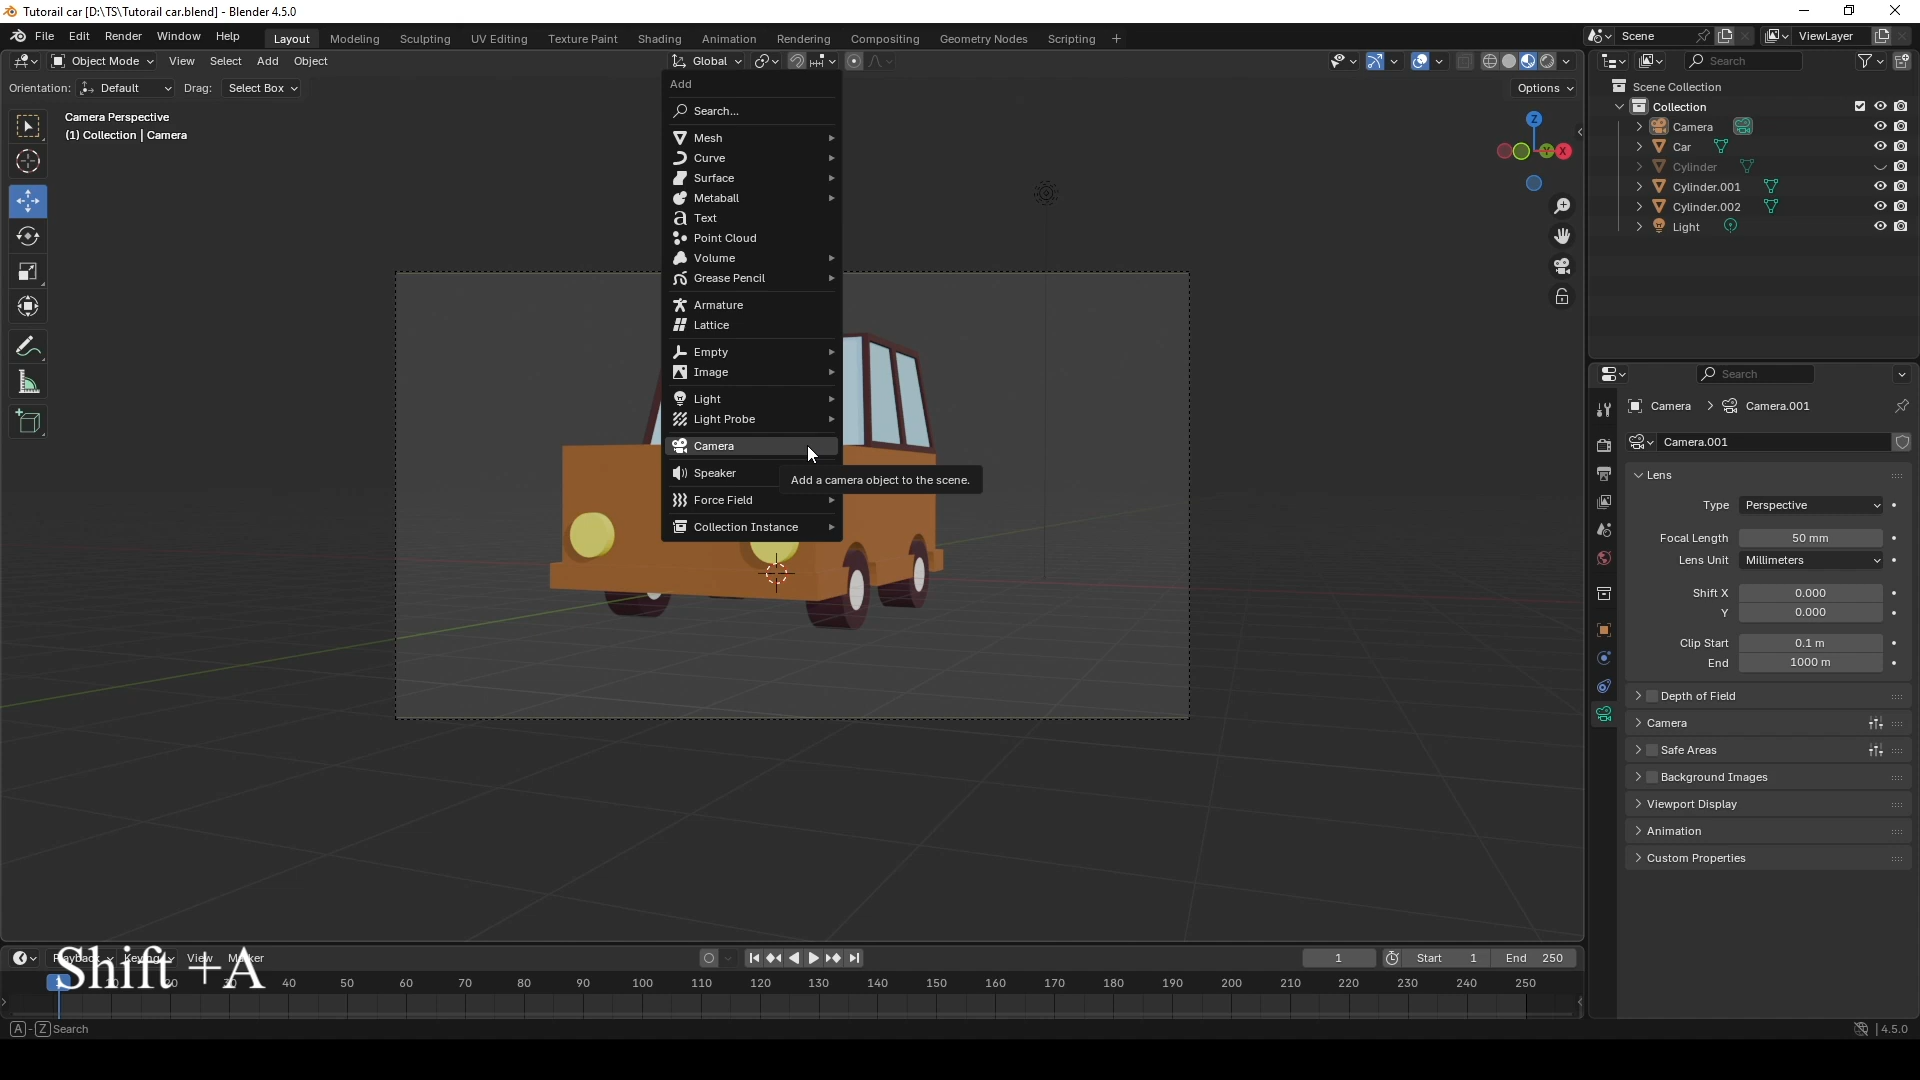 Tutorail car [D:\TS\Tutorail car.blend] - Blender 4.5.0
File Edit Render Window Help
Layout Modeling Sculpting UV Editing Texture Paint Shading Animation Rendering Compositing Geometry Nodes Scripting +
Scene
ViewLayer
Object Mode View Select Add Object
Global
Orientation: Default Drag: Select Box
Options
Camera Perspective
(1) Collection | Camera
Add
Search...
Mesh
Curve
Surface
Metaball
Text
Point Cloud
Volume
Grease Pencil
Armature
Lattice
Empty
Image
Light
Light Probe
Camera
Speaker
Force Field
Collection Instance
Add a camera object to the scene.
Z
Y
X
Search
Scene Collection
Collection
Camera
Car
Cylinder
Cylinder.001
Cylinder.002
Light
Search
Camera > Camera.001
Camera.001
Lens
Type Perspective
Focal Length 50 mm
Lens Unit Millimeters
Shift X 0.000
Y 0.000
Clip Start 0.1 m
End 1000 m
Depth of Field
Camera
Safe Areas
Background Images
Viewport Display
Animation
Custom Properties
Playback Keying View Marker
1 Start 1 End 250
Shift +A
1 10 20 30 40 50 60 70 80 90 100 110 120 130 140 150 160 170 180 190 200 210 220 230 240 250
A - Z Search
4.5.0